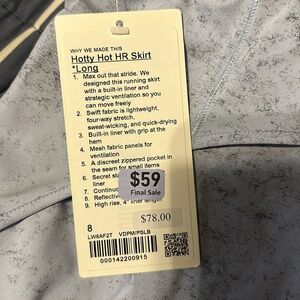 WHY WE MADE THIS
Hotty Hot HR Skirt
*Long
1. Max out that stride. We
designed this running skirt
with a built-in liner and
strategic ventilation so you
can move freely
2. Swift fabric is lightweight,
four-way stretch,
sweat-wicking, and quick-drying
3. Built-in liner with grip at the
hem
4. Mesh fabric panels for
ventilation
5. A discreet zippered pocket in
the seam for small items
6. Secret
liner
7. Continuous
8. Reflective
9. High rise, 4" liner length
$59
Final Sale
$78.00
8
LW8AF2T VDPM/PSLB
000142200915